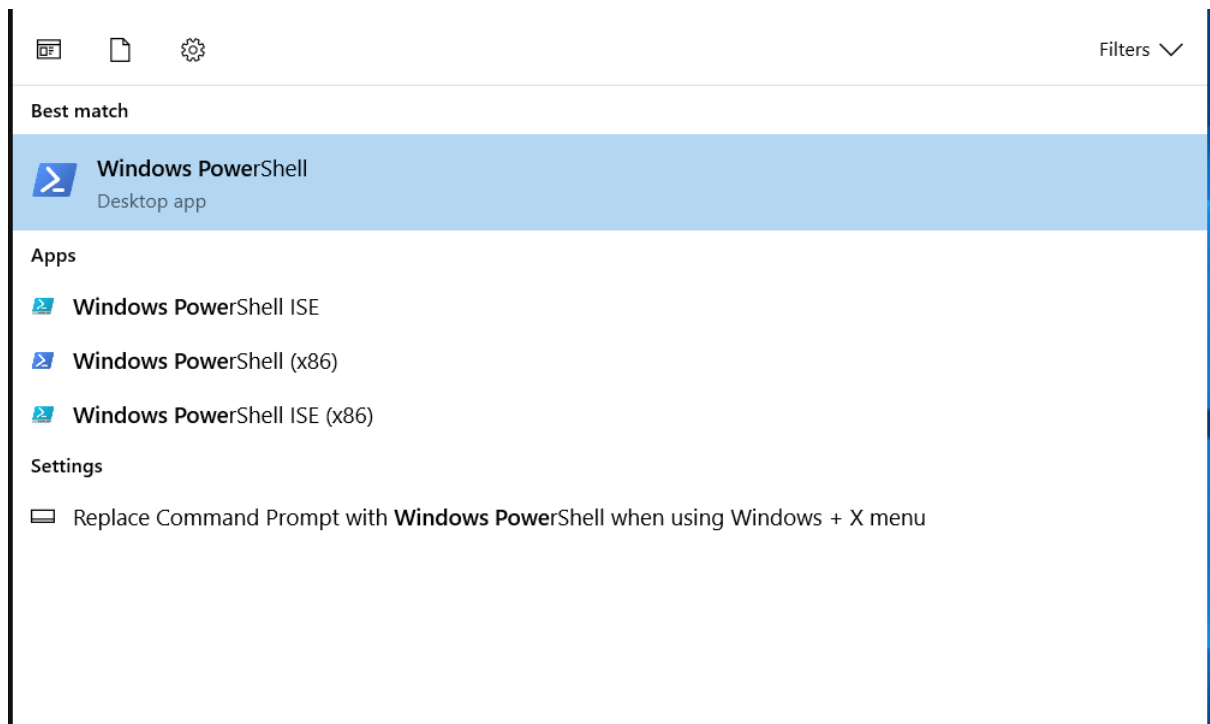 Filters
Best match
Windows PowerShell
Desktop app
Apps
Windows PowerShell ISE
Windows PowerShell (x86)
Windows PowerShell ISE (x86)
Settings
Replace Command Prompt with Windows PowerShell when using Windows + X menu